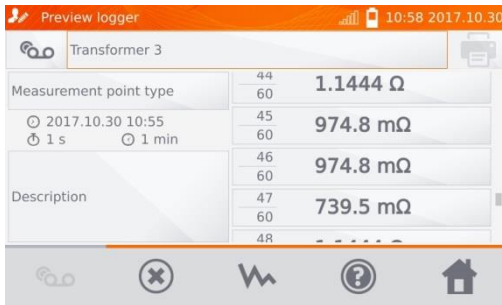 Preview logger
10:58 2017.10.30
Transformer 3
Measurement point type
2017.10.30 10:55
1 s 1 min
Description
44
60
1.1444 Ω
45
60
974.8 mΩ
46
60
974.8 mΩ
47
60
739.5 mΩ
48